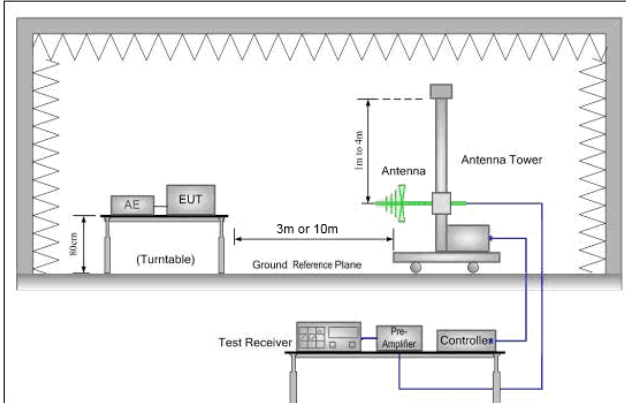 1m to 4m
Antenna
Antenna Tower
AE
EUT
3m or 10m
80cm
(Turntable)
Ground Reference Plane
Test Receiver
Pre-
Amplifier
Controller